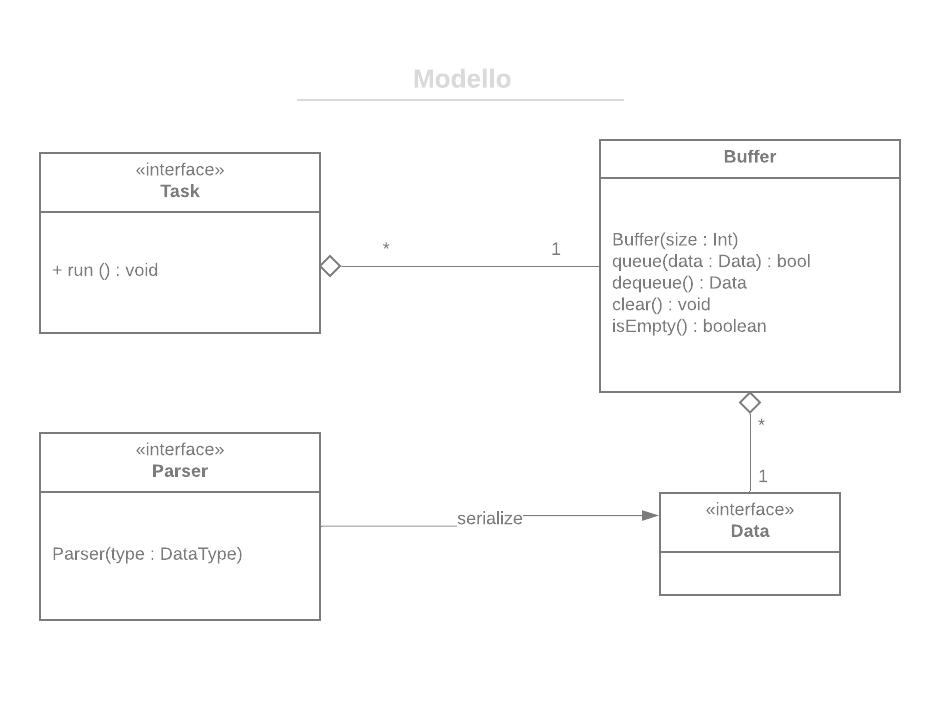 Modello
«interface»
Task
+ run () : void
*
1
Buffer
Buffer(size : Int)
queue(data : Data) : bool
dequeue() : Data
clear() : void
isEmpty() : boolean
*
1
«interface»
Parser
Parser(type : DataType)
serialize
«interface»
Data